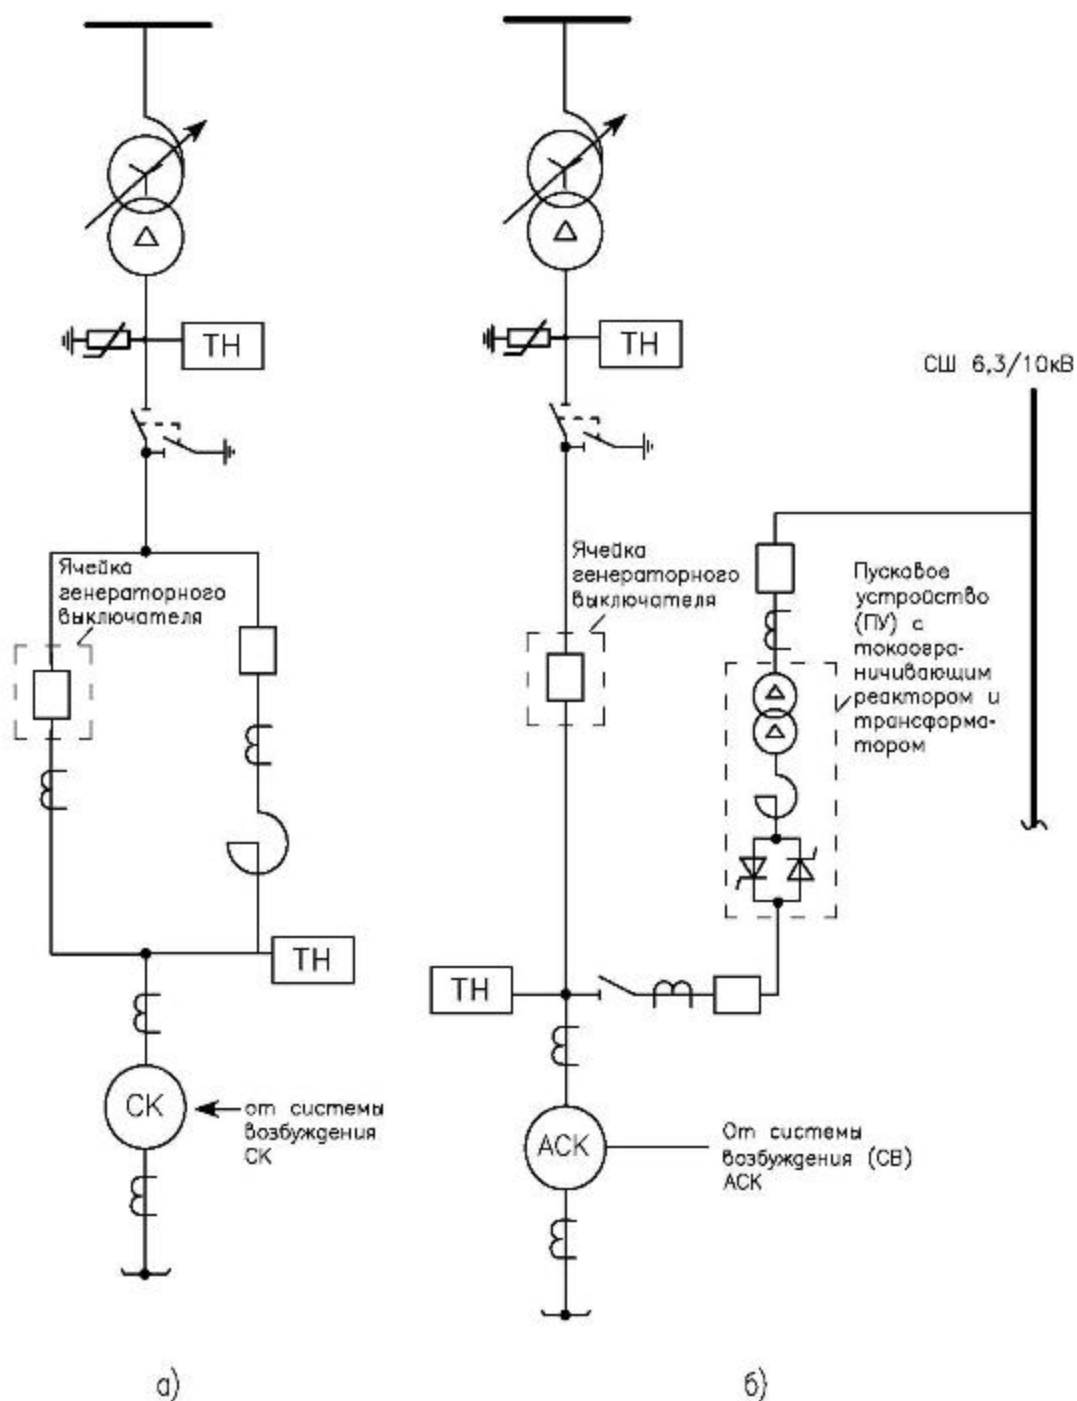 ТН
Ячейка
генераторного
выключателя
ТН
СК
от системы
возбуждения
СК
а)
ТН
СШ 6,3/10кВ
Ячейка
генераторного
выключателя
Пусковое
устройство
(ПУ) с
токоогра-
ничивающим
реактором и
трансформа-
тором
ТН
АСК
От системы
возбуждения (СВ)
АСК
б)